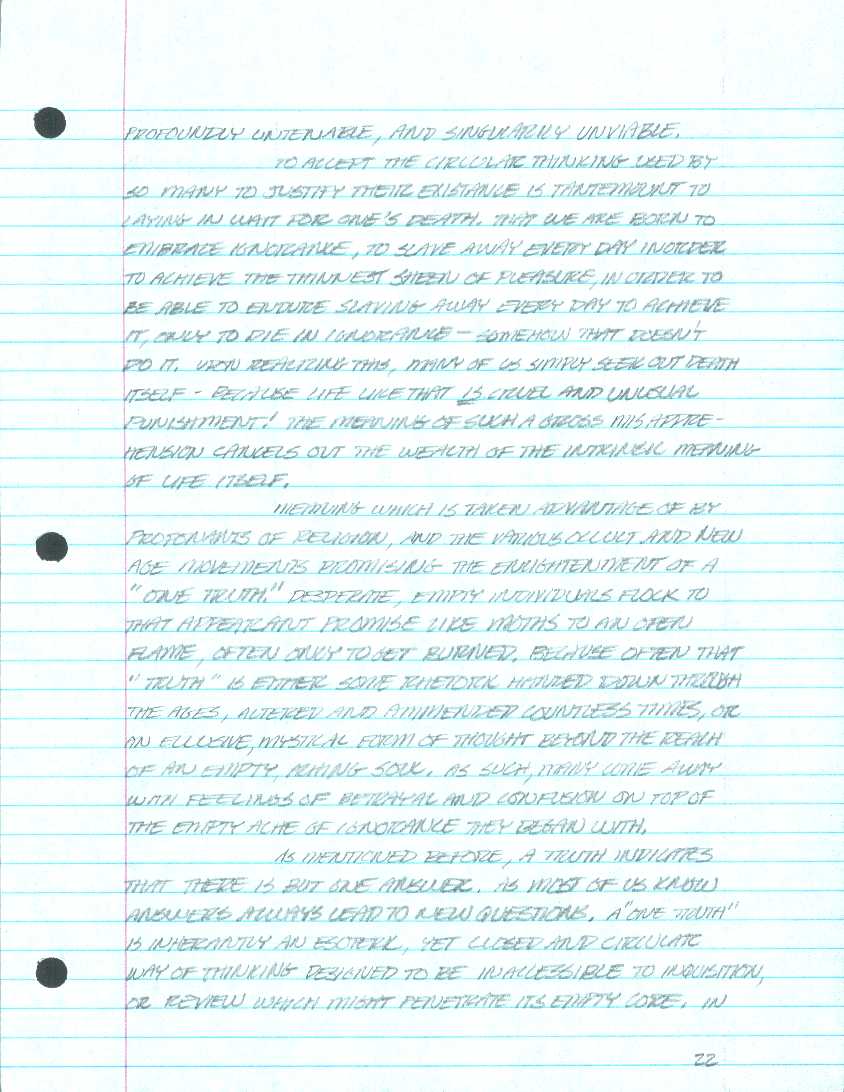 PROFOUNDLY UNTENABLE, AND SINGULARILY UNVIABLE.
TO ACCEPT THE CIRCULAR THINKING USED BY
SO MANY TO JUSTIFY THEIR EXISTANCE IS TANTEMOUNT TO
LAYING IN WAIT FOR ONE'S DEATH. THAT WE ARE BORN TO
EMBRACE IGNORANCE, TO SLAVE AWAY EVERY DAY IN ORDER
TO ACHIEVE THE THINNEST SHEEN OF PLEASURE, IN ORDER TO
BE ABLE TO ENDURE SLAVING AWAY EVERY DAY TO ACHIEVE
IT, ONLY TO DIE IN IGNORANCE - SOMEHOW THAT DOESN'T
DO IT. UPON REALIZING THIS, MANY OF US SIMPLY SEEK OUT DEATH
ITSELF - BECAUSE LIFE LIKE THAT IS CRUEL AND UNUSUAL
PUNISHMENT! THE MEANING OF SUCH A GROSS MISAPPRE-
HENSION CANCELS OUT THE WEALTH OF THE INTRINSIC MEANING
OF LIFE ITSELF.
MEANING WHICH IS TAKEN ADVANTAGE OF BY
PROTONANTS OF RELIGION, AND THE VARIOUS OCCULT AND NEW
AGE MOVEMENTS PROMISING THE ENLIGHTENMENT OF A
"ONE TRUTH." DESPERATE, EMPTY INDIVIDUALS FLOCK TO
THAT APPEARANT PROMISE LIKE MOTHS TO AN OPEN
FLAME, OFTEN ONLY TO GET BURNED. BECAUSE OFTEN THAT
"TRUTH" IS EITHER SOME RHETORIC HANDED DOWN THROUGH
THE AGES, ALTERED AND AMMENDED COUNTLESS TIMES, OR
AN ELLUSIVE, MYSTICAL FORM OF THOUGHT BEYOND THE REACH
OF AN EMPTY, ACHING SOUL. AS SUCH, MANY COME AWAY
WITH FEELINGS OF BETRAYAL AND CONFUSION ON TOP OF
THE EMPTY ACHE OF IGNORANCE THEY BEGAN WITH.
AS MENTIONED BEFORE, A TRUTH INDICATES
THAT THERE IS BUT ONE ANSWER. AS MOST OF US KNOW
ANSWERS ALWAYS LEAD TO NEW QUESTIONS. A "ONE TRUTH"
IS INHERANTLY AN ESOTERIC, YET CLOSED AND CIRCULAR
WAY OF THINKING DESIGNED TO BE INACCESSIBLE TO INQUISITION,
OR REVIEW WHICH MIGHT PENETRATE ITS EMPTY CORE. IN
22